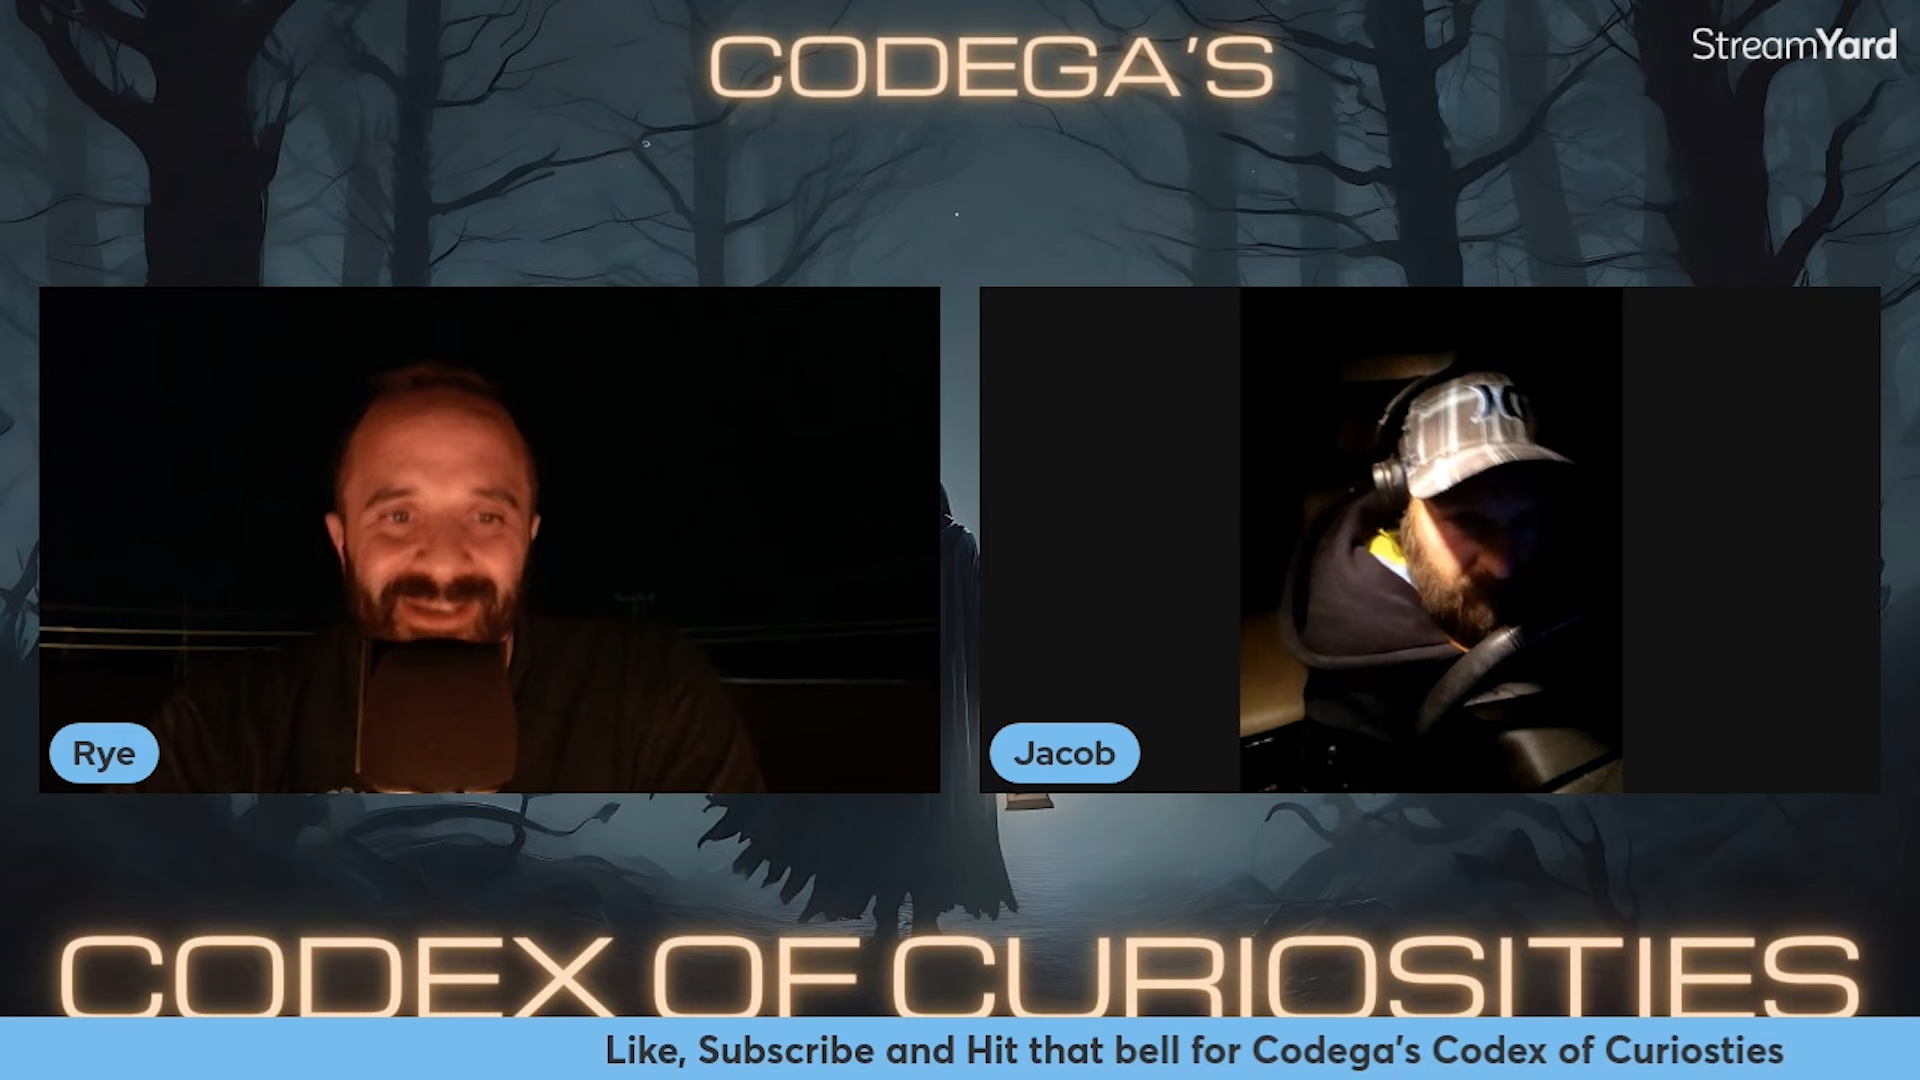 CODEGA'S
StreamYard
Rye
Jacob
CODEX OF CURIOSITIES
Like, Subscribe and Hit that bell for Codega's Codex of Curiosties